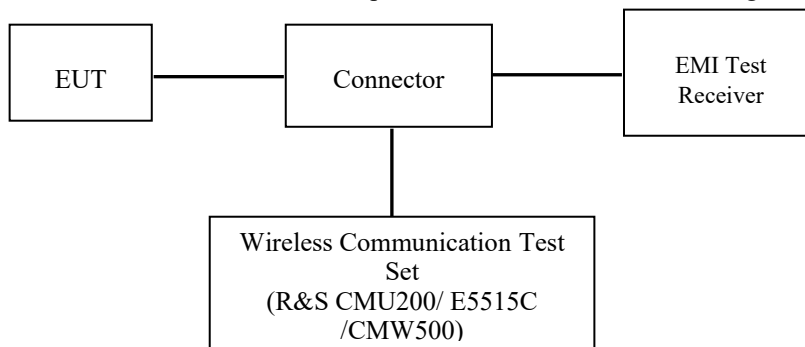 EUT
Connector
EMI Test
Receiver
Wireless Communication Test
Set
(R&S CMU200/ E5515C
/CMW500)